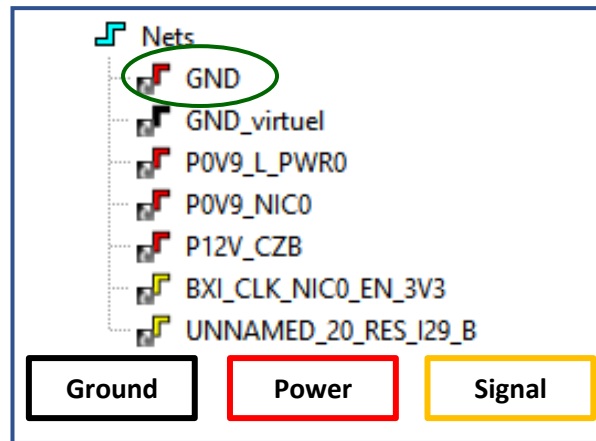 Nets
GND
GND_virtuel
P0V9_L_PWR0
P0V9_NIC0
P12V_CZB
BXI_CLK_NIC0_EN_3V3
UNNAMED_20_RES_I29_B
Ground Power Signal